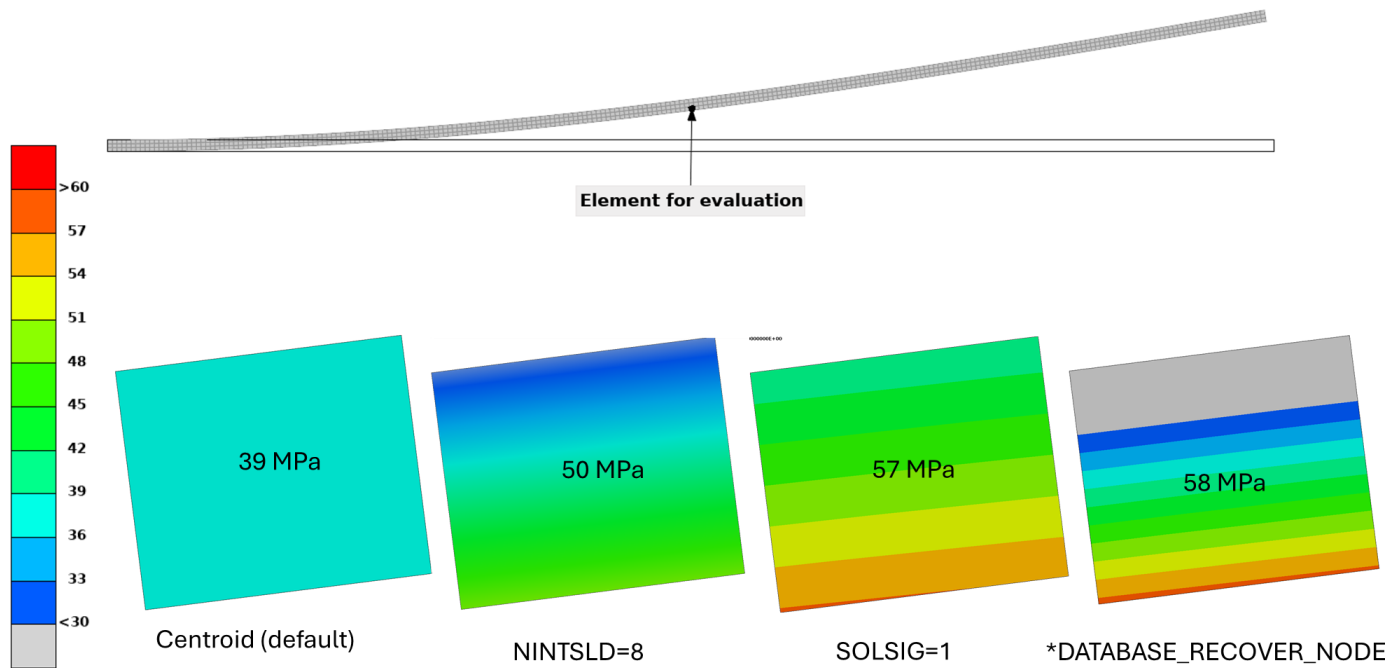 Element for evaluation
>60
57
54
51
48
45
42
39
36
33
<30
39 MPa
50 MPa
57 MPa
58 MPa
Centroid (default)
NINTSLD=8
SOLSIG=1
*DATABASE_RECOVER_NODE